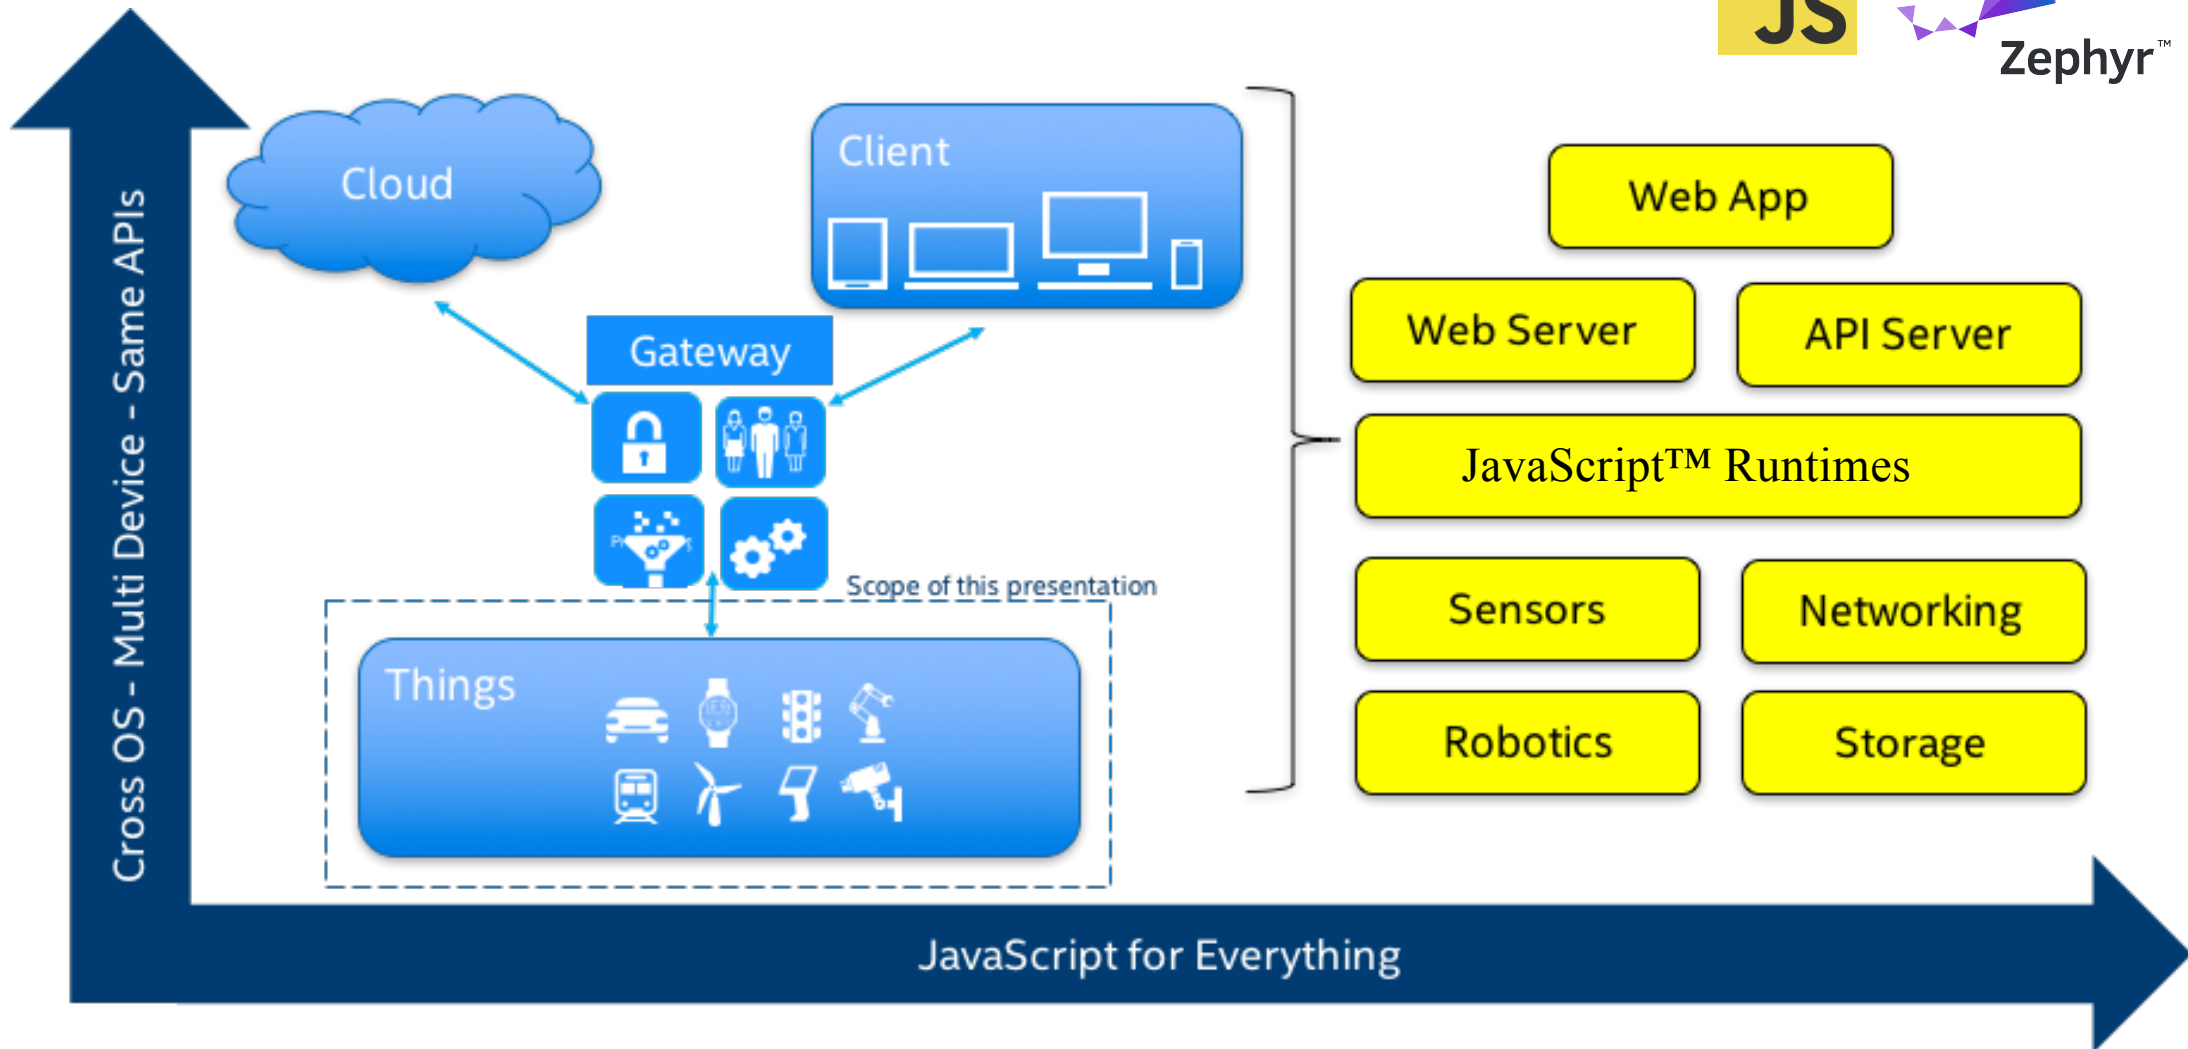 JS
Zephyr™
Cloud
Client
Web App
Web Server
API Server
Gateway
JavaScript™ Runtimes
Scope of this presentation
Sensors
Networking
Things
Robotics
Storage
Cross OS - Multi Device - Same APIs
JavaScript for Everything